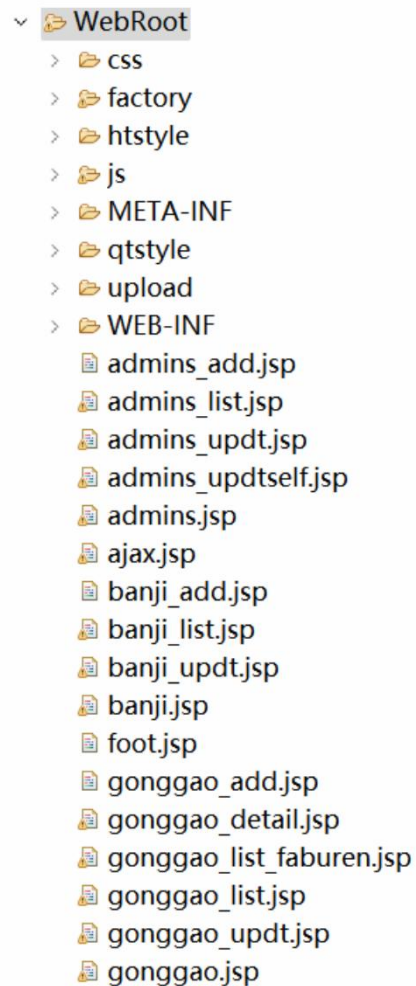 WebRoot
css
factory
htstyle
js
META-INF
qtstyle
upload
WEB-INF
admins_add.jsp
admins_list.jsp
admins_updt.jsp
admins_updtself.jsp
admins.jsp
ajax.jsp
banji_add.jsp
banji_list.jsp
banji_updt.jsp
banji.jsp
foot.jsp
gonggao_add.jsp
gonggao_detail.jsp
gonggao_list_faburen.jsp
gonggao_list.jsp
gonggao_updt.jsp
gonggao.jsp